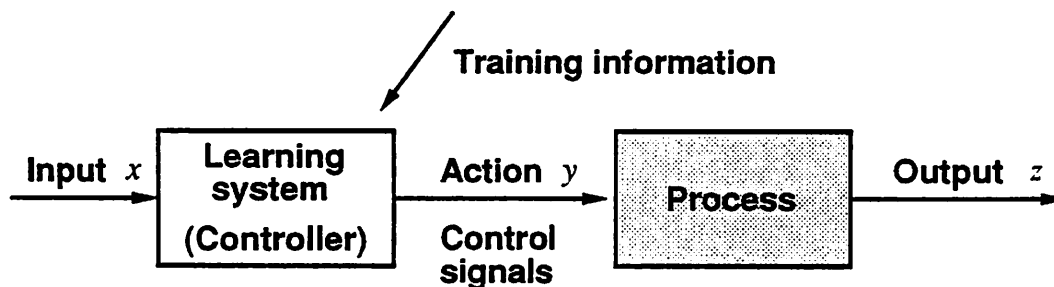 Training information
Input x
Learning
system
(Controller)
Action y
Control
signals
Process
Output z